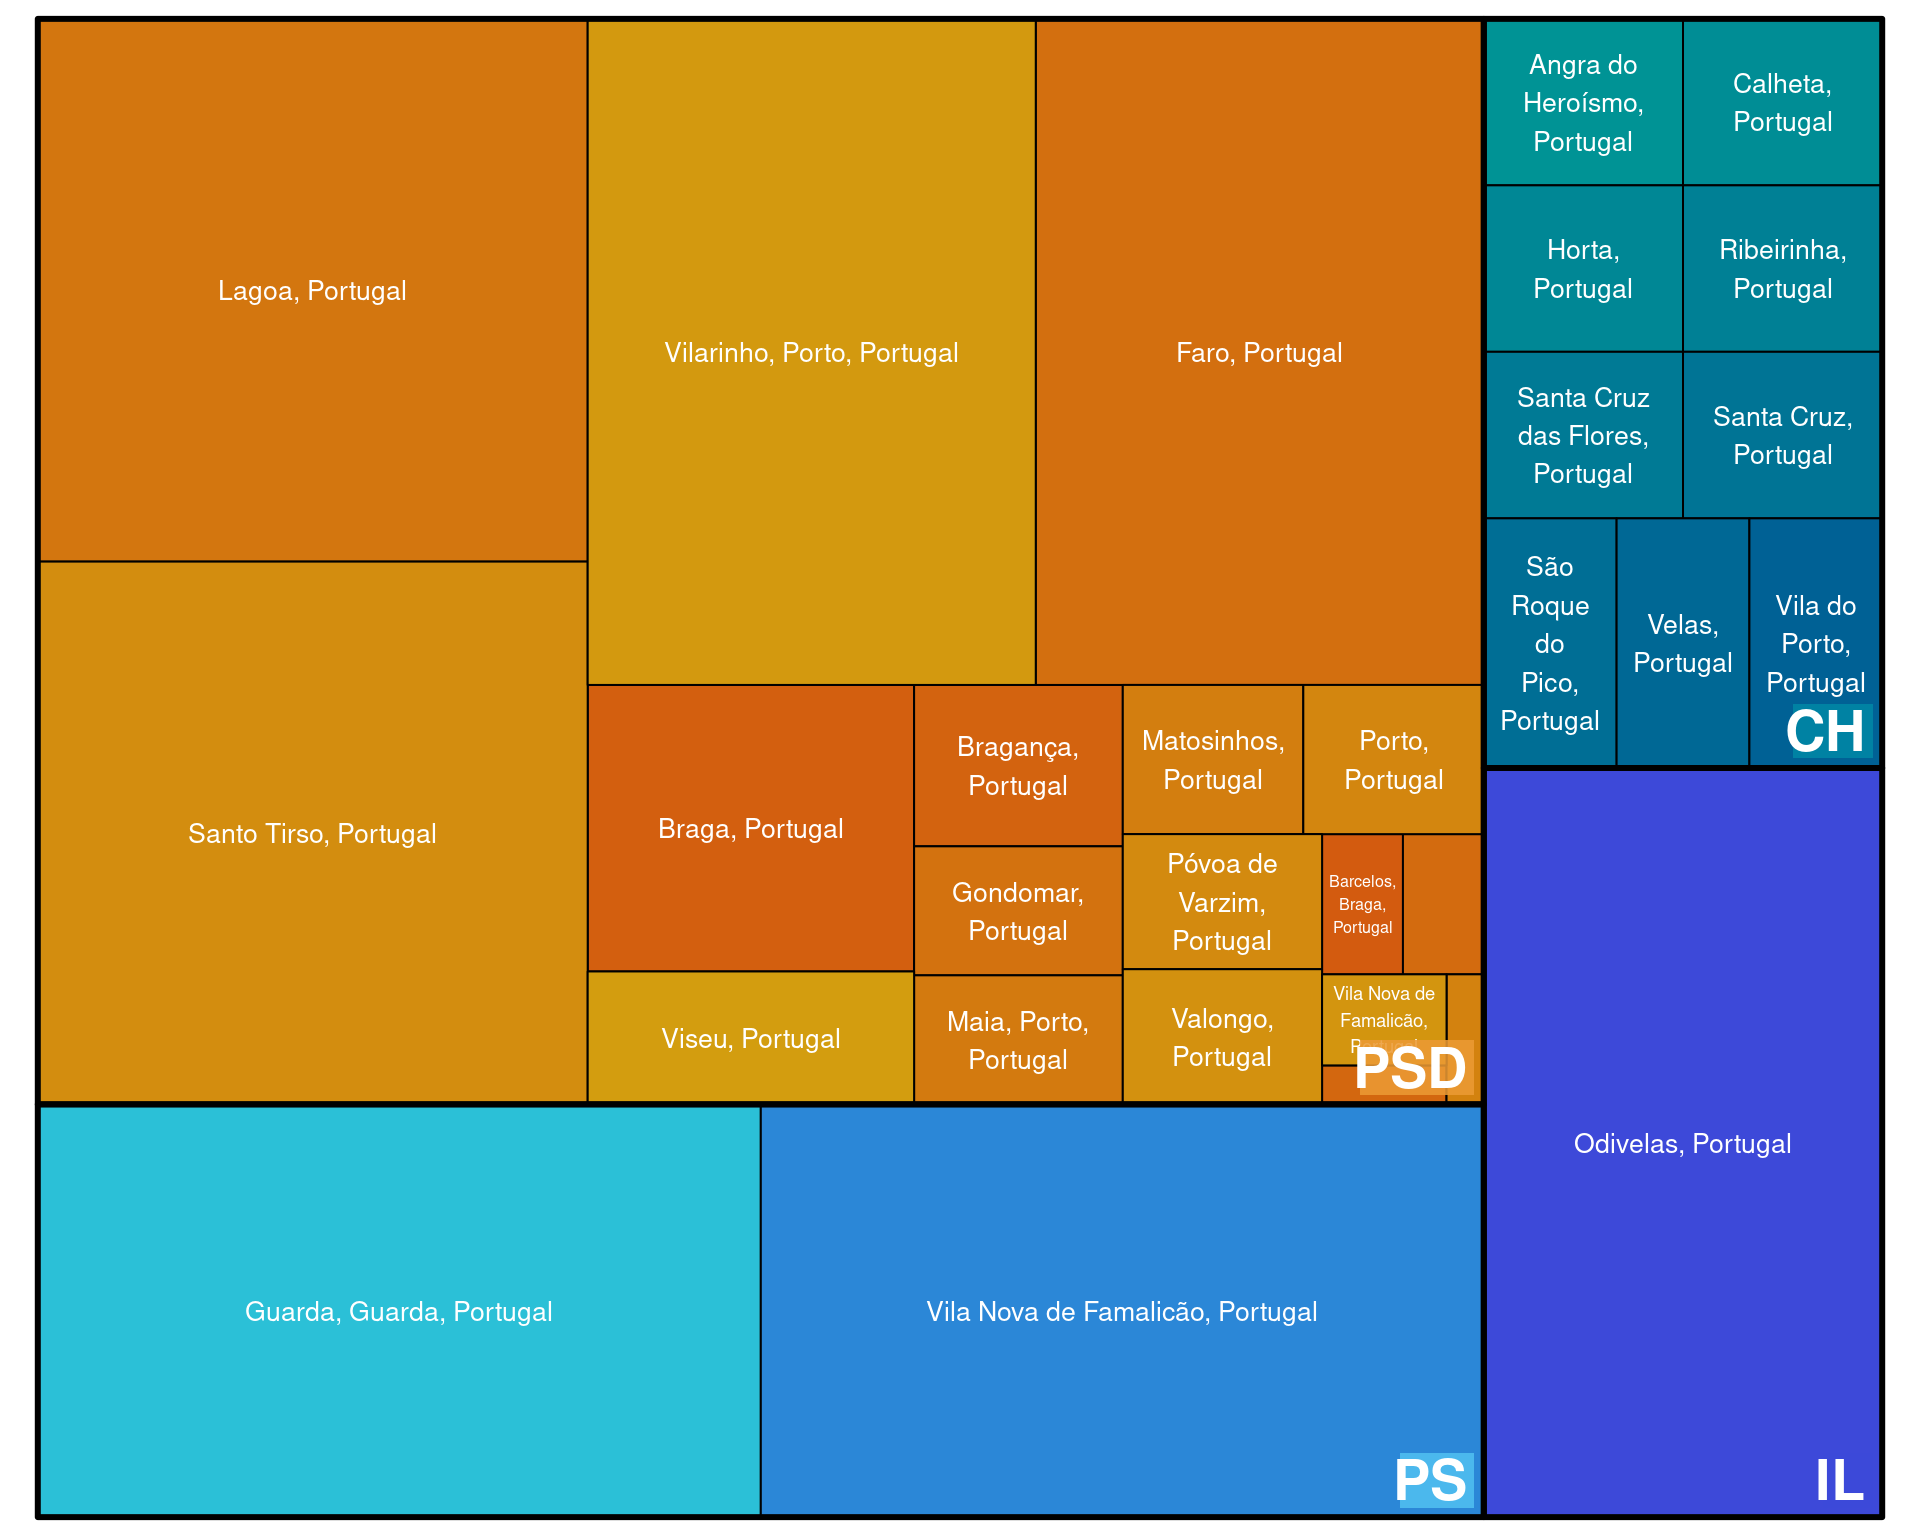 Lagoa, Portugal
Santo Tirso, Portugal
Vilarinho, Porto, Portugal
Faro, Portugal
Braga, Portugal
Viseu, Portugal
Bragança,
Portugal
Gondomar,
Portugal
Maia, Porto,
Portugal
Matosinhos,
Portugal
Porto,
Portugal
Póvoa de
Varzim,
Portugal
Valongo,
Portugal
Barcelos,
Braga,
Portugal
Vila Nova de
Famalicão,
Portugal
PSD
Guarda, Guarda, Portugal
Vila Nova de Famalicão, Portugal
PS
Angra do
Heroísmo,
Portugal
Calheta,
Portugal
Horta,
Portugal
Ribeirinha,
Portugal
Santa Cruz
das Flores,
Portugal
Santa Cruz,
Portugal
São
Roque
do
Pico,
Portugal
Velas,
Portugal
Vila do
Porto,
Portugal
CH
Odivelas, Portugal
IL